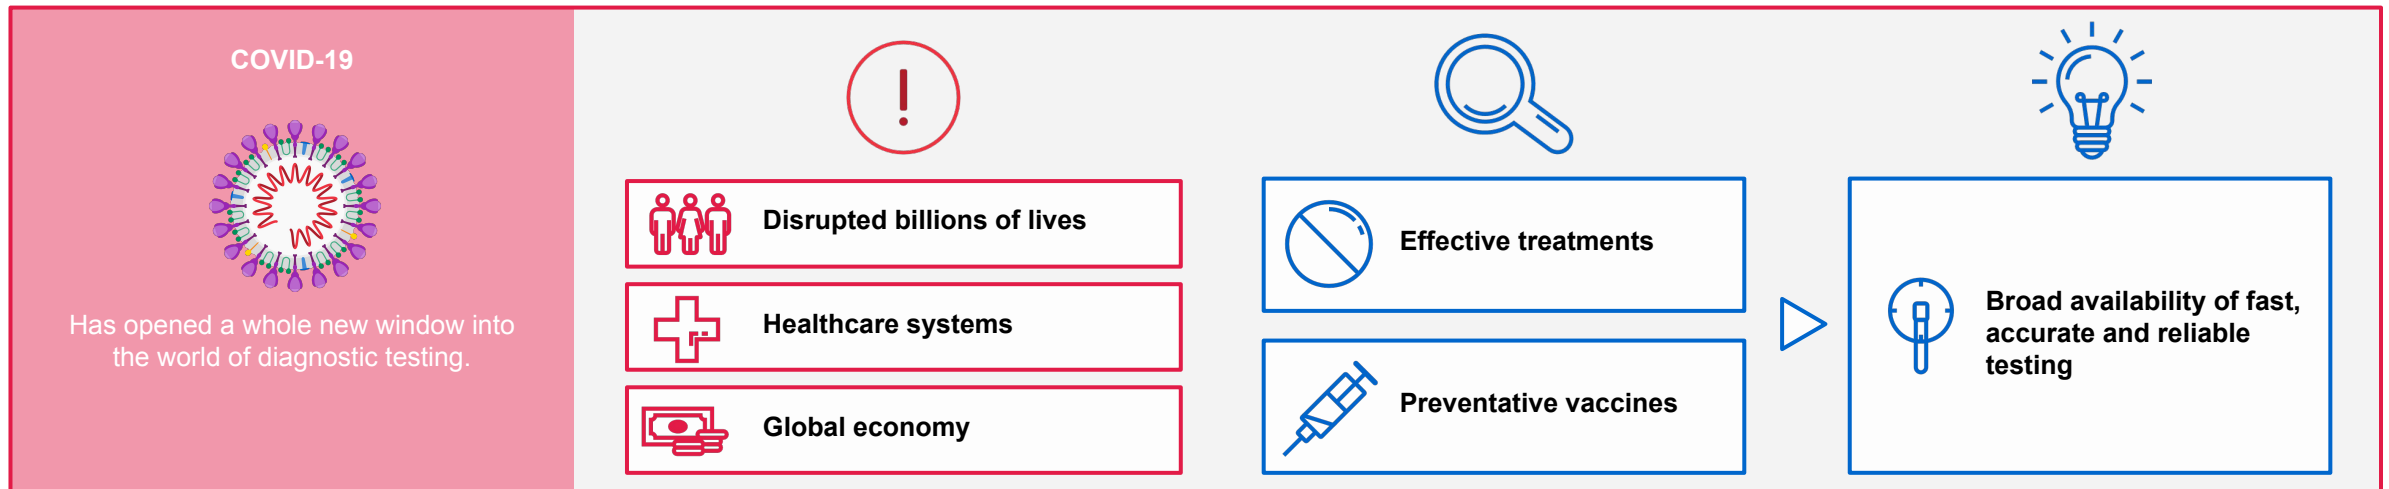 COVID-19
Has opened a whole new window into
the world of diagnostic testing.
Disrupted billions of lives
Healthcare systems
Global economy
Effective treatments
Preventative vaccines
Broad availability of fast,
accurate and reliable
testing